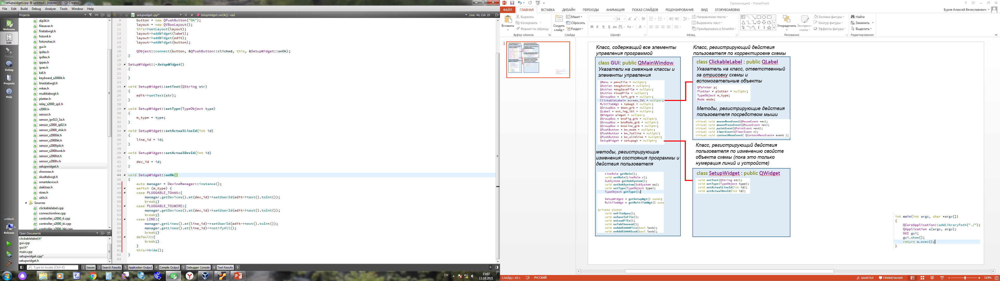 setupwidget.cpp @ untitled1 [master15] - Qt Creator
File Edit Build Debug Analyze Tools Window Help
Projects
setupwidget.cpp*
# SetupWidget::onOk(): void
Line: 44, Col: 25
Welcome
Edit
Design
Debug
Projects
Help
untitled1
Release
dip34.h
filesaver.h
firetabwgt.h
foton4.h
fotonshex.h
gui.h
ipdex.h
ipdlex.h
ippex.h
iprex.h
kdl.h
keyboard_s2000k.h
linestabwgt.h
mkex.h
multitabwgt.h
plotter.h
relay_s2000_sp1.h
s2000.h
sensor.h
sensor_ipr513_3a.h
sensor_s2000_ip02.h
sensor_s2000_shik.h
sensor_s2000ik.h
sensor_s2000kt.h
sensor_s2000pik.h
sensor_s2000smk.h
sensor_s2000st.h
sensor_s2000v.h
setupwidget.h
shoroxex.h
skudtabwgt.h
smartdevice.h
stekloex.h
stzex.h
utils.h
Sources
clickablelabel.cpp
connectionline.cpp
controller_s2000_4.cpp
controller_s2000_bi.cpp
controller_s2000_bki.cpp
Open Documents
clickablelabel.h*
gui.cpp
gui.h*
main.cpp
setupwidget.cpp*
setupwidget.h
9 button = new QPushButton("Ok");
10 layout = new QVBoxLayout();
11 this->setLayout(layout);
12 layout->addWidget(label);
13 layout->addWidget(edit);
14 layout->addWidget(button);
15
16 QObject::connect(button, &QPushButton::clicked, this, &SetupWidget::onOk);
17 }
18
19 SetupWidget::~SetupWidget()
20 {
21
22 }
23
24 void SetupWidget::setText(QString str)
25 {
26 edit->setText(str);
27 }
28
29 void SetupWidget::setType(TypeObject type)
30 {
31 m_type = type;
32 }
33
34 void SetupWidget::setActualLineId(int id)
35 {
36 line_id = id;
37 }
38
39 void SetupWidget::setActualDevId(int id)
40 {
41 dev_id = id;
42 }
43
44 void SetupWidget::onOk()
45 {
46 auto manager = DeviceManager::instance();
47 switch (m_type) {
48 case PLUGGABLE_TO485:{
49 manager.getDevices().at(dev_id)->setUserId(edit->text().toInt());
50 break;}
51 case PLUGGABLE_TO2WIRE:{
52 manager.getDevices().at(dev_id)->setUserId(edit->text().toInt());
53 break;}
54 case LINE:{
55 manager.getLines().at(line_id)->setUserId(edit->text().toInt());
56 manager.getLines().at(line_id)->notifyAll();
57 break;}
58 default:{
59 break;}
60 }
61 this->hide();
62 }
63
Type to locate (Ctrl+K)
1 Issues 2 Search Results 3 Application Output 4 Compile Output 5 Debugger Console 8 Test Results
EN
15:07
13.10.2021
Презентация1 - PowerPoint
ФАЙЛ ГЛАВНАЯ ВСТАВКА ДИЗАЙН ПЕРЕХОДЫ АНИМАЦИЯ ПОКАЗ СЛАЙДОВ РЕЦЕНЗИРОВАНИЕ ВИД STORYBOARDING
Буров Алексей Вячеславович
Вставить
Вырезать
Копировать
Формат по образцу
Буфер обмена
Создать слайд
Макет
Сбросить
Раздел
Слайды
14
Ж К Ч S abc AV Aa A
Шрифт
Направление текста
Выровнять текст
Преобразовать в SmartArt
Абзац
Упорядочить
Экспресс-стили
Заливка фигуры
Контур фигуры
Эффекты фигуры
Рисование
Найти
Заменить
Выделить
Редактирование
1
Класс, содержащий все элементы
управления программой
class GUI: public QMainWindow
Указатели на смежные классы и
элементы управления
QMenu * pmnuFile = nullptr;
QAction *msgAction = nullptr;
QAction *msgSaveFile = nullptr;
QAction *loadFile = nullptr;
QGroupBox * left_grb = nullptr;
ClickableLabel* screen_lbl = nullptr;
MultiTabWgt * tabwgt = nullptr;
QGroupBox * down_grb = nullptr;
QLabel * ext_img_lbl = nullptr;
QWidget* widget = nullptr;
QGroupBox * bnsFig_grb = nullptr;
QGroupBox * bnsMode_grb = nullptr;
QGroupBox * bnsLine_grb = nullptr;
QPushButton * bn_mode = nullptr;
QPushButton * bn_fatline = nullptr;
QPushButton * bn_slimline = nullptr;
SetupWidget * setupwgt = nullptr;
методы, регистрирующие
изменения состояния программы и
действия пользователя
LineRole getRole();
void setRole(LineRole r);
SubSystem getSubSystem();
void setSubSystem(SubSystem ss);
void setType(TypeObject type);
TypeObject getType();
SetupWidget * getSetupWgt() const;
MultiTabWgt * getMultiTabWgt() cons
private slots:
void onFileOpen();
void onSaveToFile();
void onLoadFile();
void onTabChoosed();
void onAddS2000Fire(bool lock);
void onAddS2000Scud(bool lock);
Класс, регистрирующий действия
пользователя по корректировке схемы
class ClickableLabel : public QLabel
Указатель на класс, ответственный
за отрисовку схемы и
вспомогательные объекты
QPainter p;
Plotter * plotter = nullptr;
TypeObject m_type;
Mode mode;
Методы, регистрирующие действия
пользователя посредством мыши
virtual void mouseMoveEvent(QMouseEvent *ev);
virtual void mousePressEvent(QMouseEvent *ev);
virtual void paintEvent(QPaintEvent *evt);
virtual void timerEvent(QTimerEvent *);
virtual void contextMenuEvent( QContextMenuEvent* event );
Класс, регистрирующий действия
пользователя по изменению свойств
объекта схемы (пока это только
нумерация линий и устройств)
class SetupWidget : public QWidget
void setText(QString str);
void setType(TypeObject type);
void setActualLineId(int id);
void setActualDevId(int id);
int main(int argc, char *argv[])
{
QCoreApplication::addLibraryPath("./");
QApplication a(argc, argv);
GUI gui;
gui.show();
return a.exec();
}
СЛАЙД 1 ИЗ 1 РУССКИЙ
ЗАМЕТКИ ПРИМЕЧАНИЯ 119%